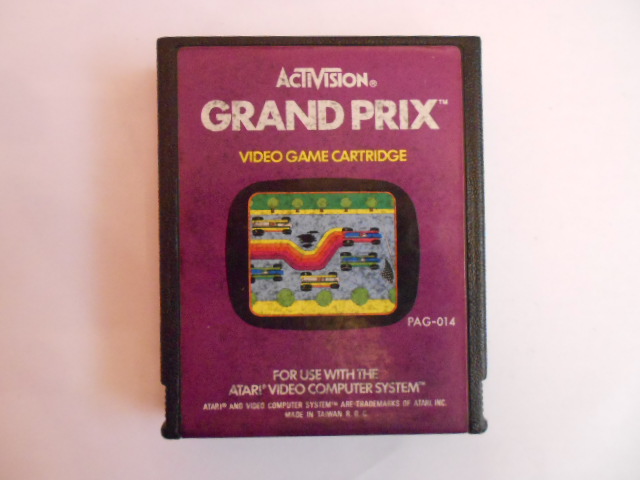 ACTIVISION®
GRAND PRIX™
VIDEO GAME CARTRIDGE
PAG-014
FOR USE WITH THE
ATARI® VIDEO COMPUTER SYSTEM™
ATARI® AND VIDEO COMPUTER SYSTEM™ ARE TRADEMARKS OF ATARI INC.
MADE IN TAIWAN R.O.C.